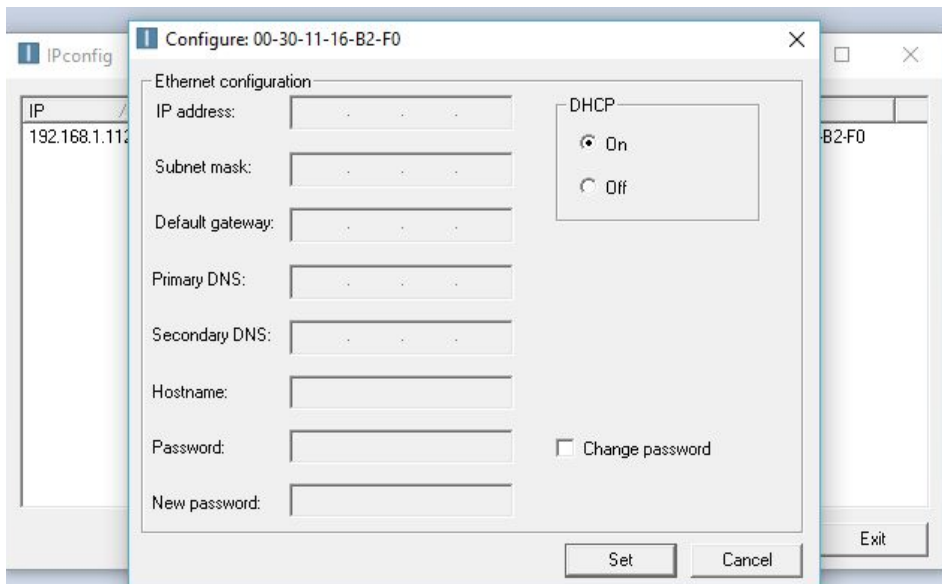 Configure: 00-30-11-16-B2-F0
IPconfig
Ethernet configuration
IP
IP address:
DHCP
192.168.1.112
-B2-F0
On
Subnet mask:
Off
Default gateway:
Primary DNS:
Secondary DNS:
Hostname:
Password:
Change password
New password:
Exit
Set
Cancel